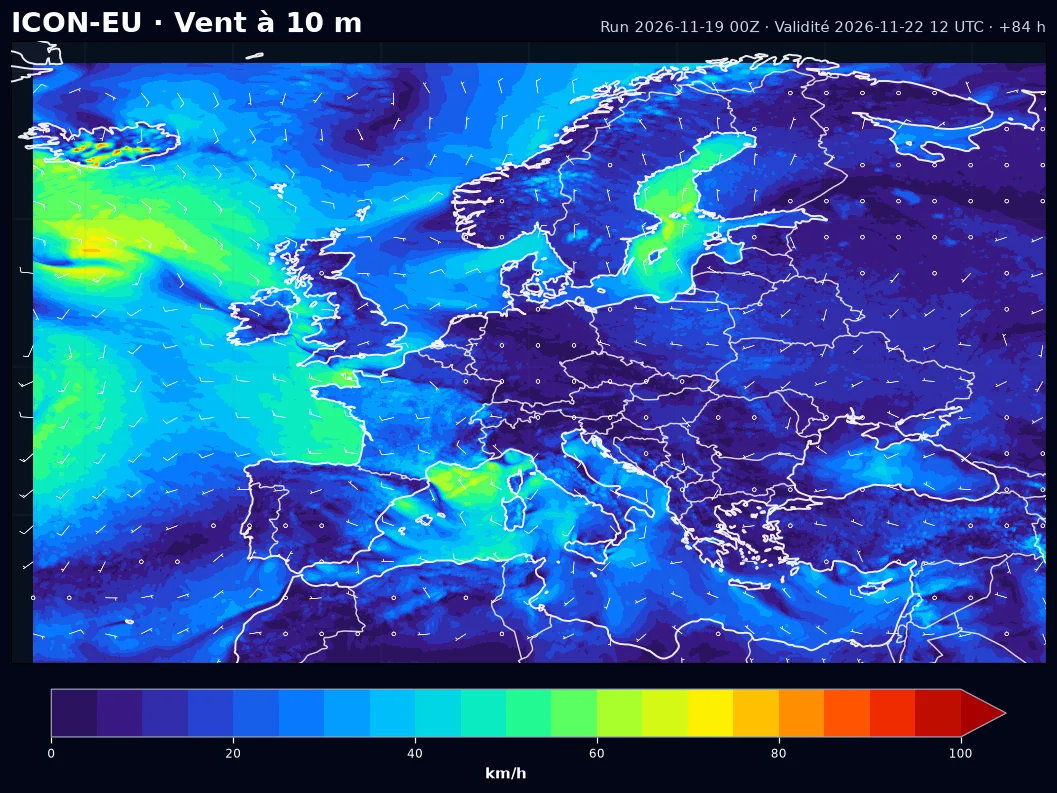 ICON-EU · Vent à 10 m
Run 2026-11-19 00Z · Validité 2026-11-22 12 UTC · +84 h
0 20 40 60 80 100
km/h